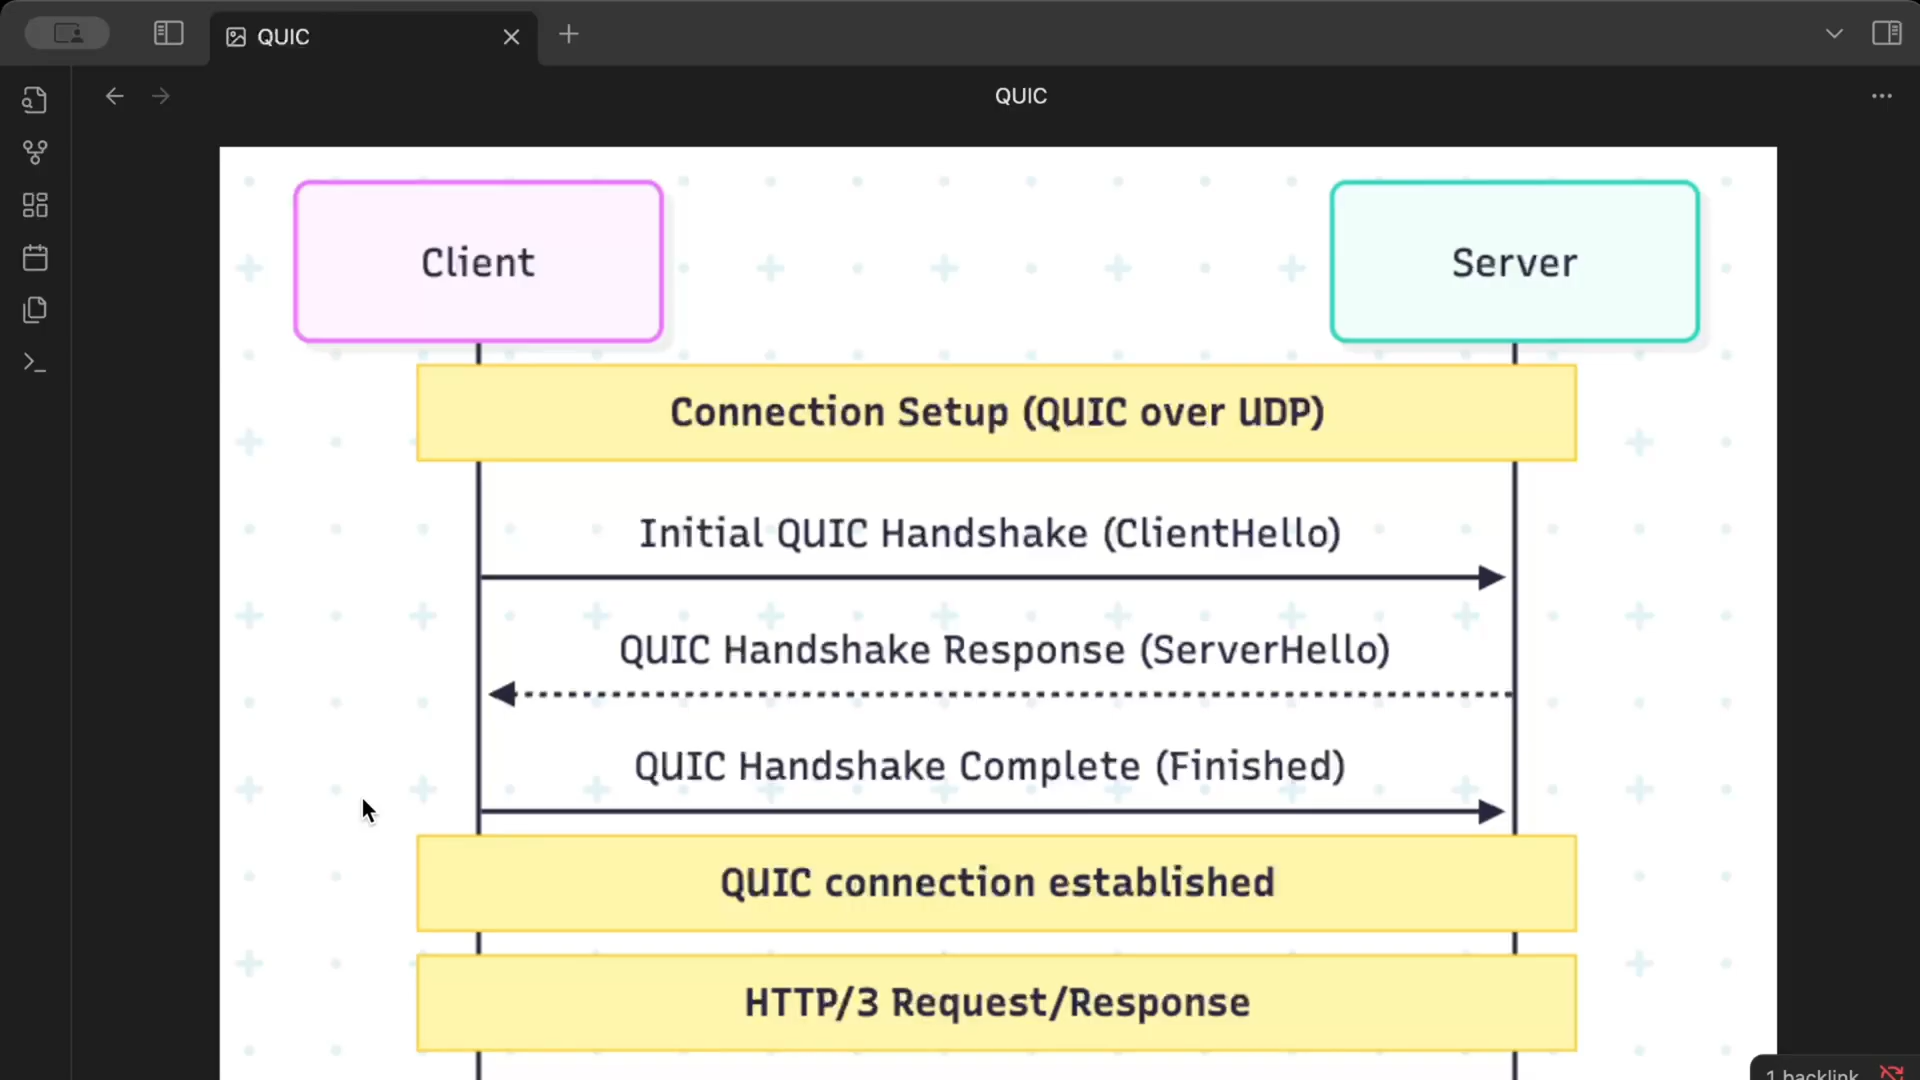 QUIC
QUIC
Client
Server
Connection Setup (QUIC over UDP)
Initial QUIC Handshake (ClientHello)
QUIC Handshake Response (ServerHello)
QUIC Handshake Complete (Finished)
QUIC connection established
HTTP/3 Request/Response
1 backlink